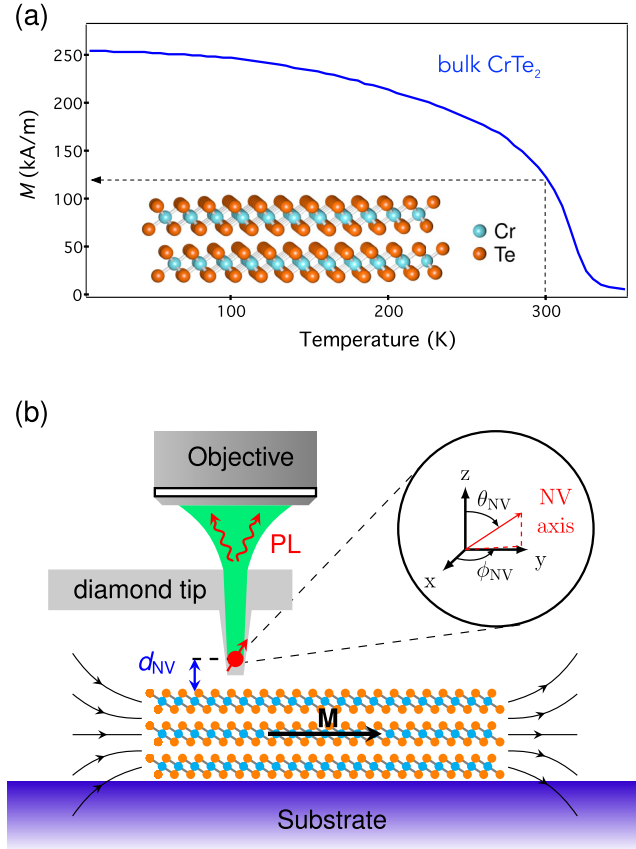 (a)
250
200
150
100
50
0
M (kA/m)
bulk CrTe₂
Cr
Te
100
200
300
Temperature (K)
(b)
Objective
PL
diamond tip
dNV
z
θNV
NV
axis
x
ϕNV
y
M
Substrate